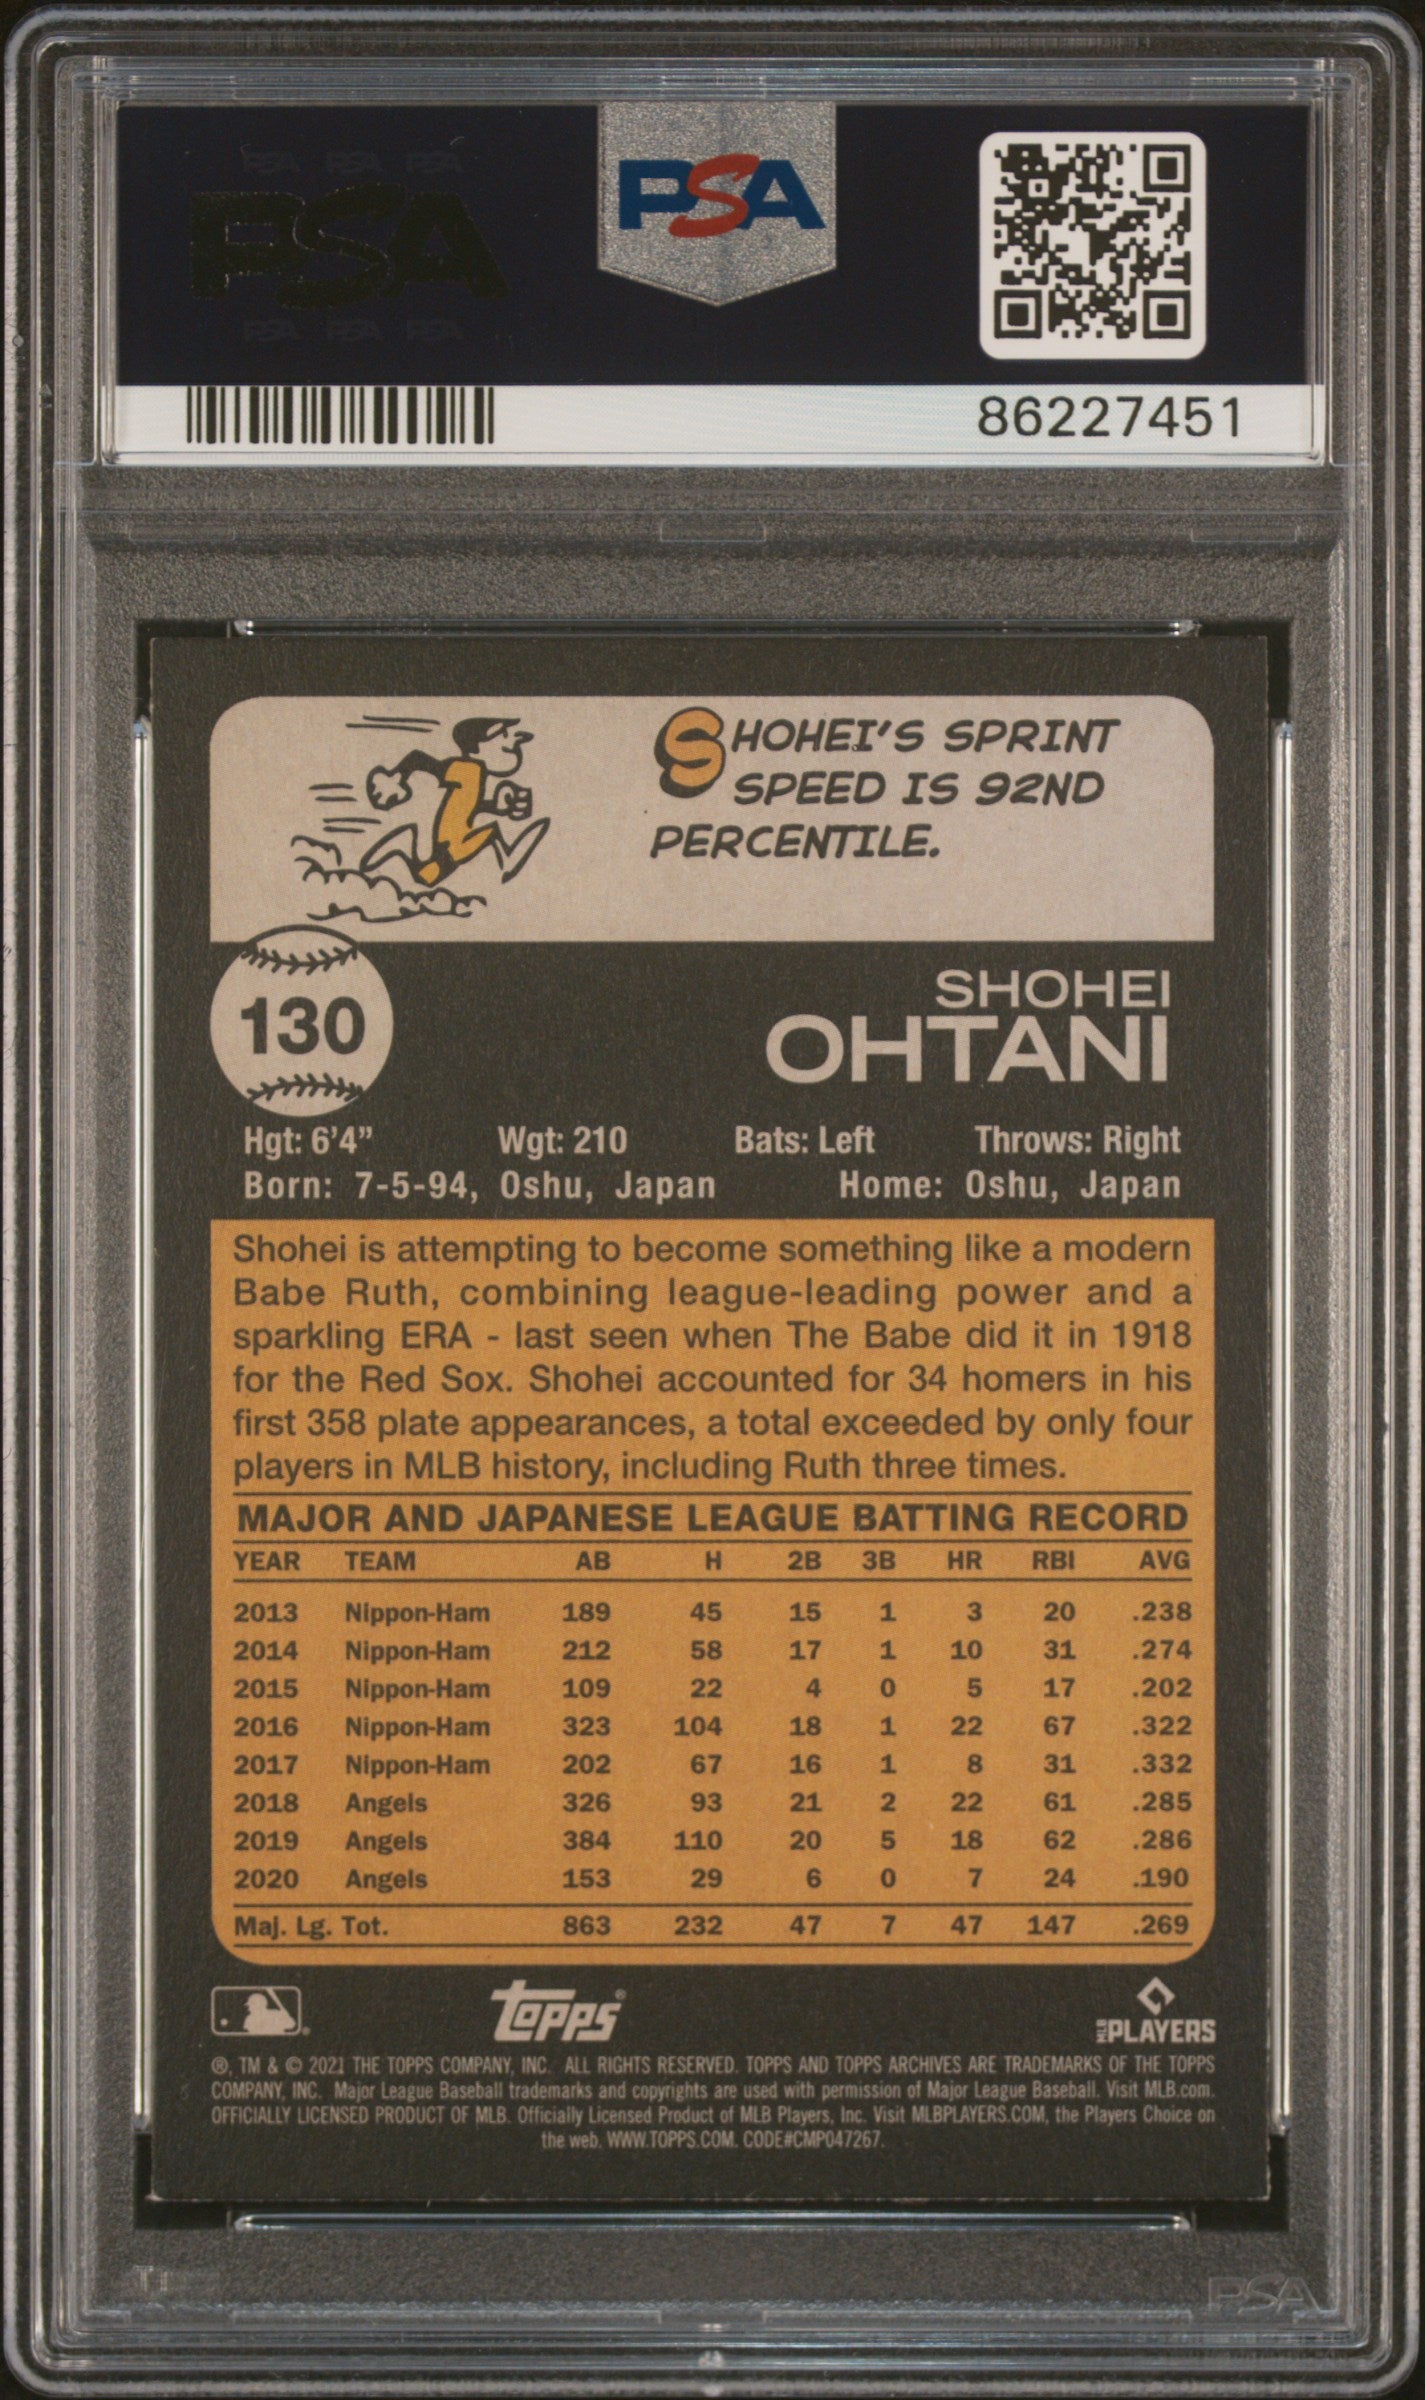 PSA PSA PSA
PSA
PSA PSA PSA
PSA
86227451
SHOHEI'S SPRINT
SPEED IS 92ND
PERCENTILE.
130
SHOHEI
OHTANI
Hgt: 6'4” Wgt: 210 Bats: Left Throws: Right
Born: 7-5-94, Oshu, Japan Home: Oshu, Japan
Shohei is attempting to become something like a modern
Babe Ruth, combining league-leading power and a
sparkling ERA - last seen when The Babe did it in 1918
for the Red Sox. Shohei accounted for 34 homers in his
first 358 plate appearances, a total exceeded by only four
players in MLB history, including Ruth three times.
MAJOR AND JAPANESE LEAGUE BATTING RECORD
YEAR TEAM AB H 2B 3B HR RBI AVG
2013 Nippon-Ham 189 45 15 1 3 20 .238
2014 Nippon-Ham 212 58 17 1 10 31 .274
2015 Nippon-Ham 109 22 4 0 5 17 .202
2016 Nippon-Ham 323 104 18 1 22 67 .322
2017 Nippon-Ham 202 67 16 1 8 31 .332
2018 Angels 326 93 21 2 22 61 .285
2019 Angels 384 110 20 5 18 62 .286
2020 Angels 153 29 6 0 7 24 .190
Maj. Lg. Tot. 863 232 47 7 47 147 .269
topps®
MLB PLAYERS
®, TM & © 2021 THE TOPPS COMPANY, INC. ALL RIGHTS RESERVED. TOPPS AND TOPPS ARCHIVES ARE TRADEMARKS OF THE TOPPS
COMPANY, INC. Major League Baseball trademarks and copyrights are used with permission of Major League Baseball. Visit MLB.com.
OFFICIALLY LICENSED PRODUCT OF MLB. Officially Licensed Product of MLB Players, Inc. Visit MLBPLAYERS.COM, the Players Choice on
the web. WWW.TOPPS.COM. CODE#CMP047267.
PSA